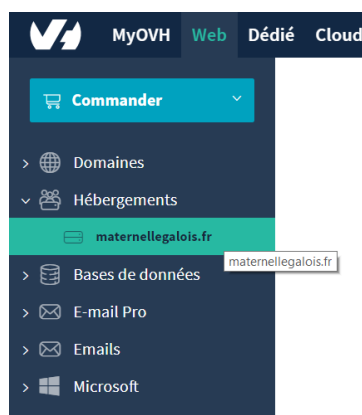 MyOVH Web Dédié Cloud
Commander
Domaines
Hébergements
maternellegalois.fr
maternellegalois.fr
Bases de données
E-mail Pro
Emails
Microsoft